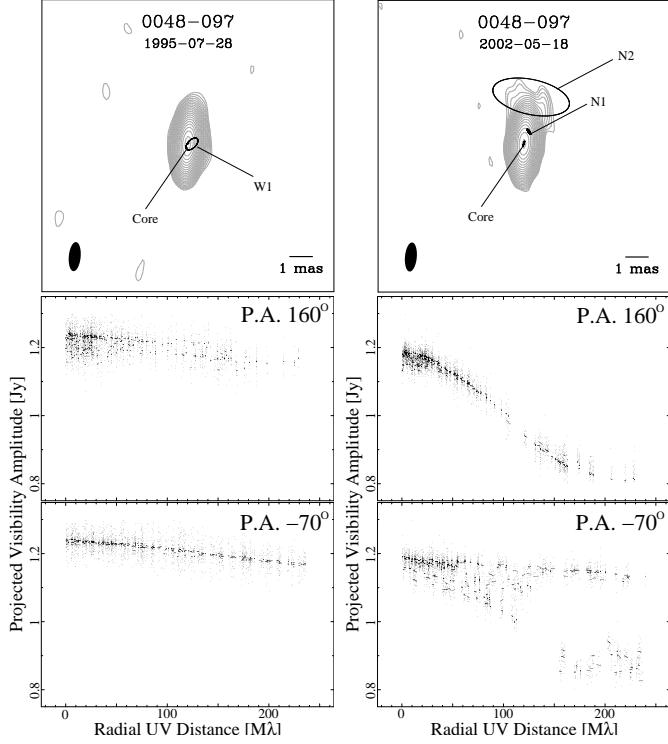 0048−097
1995−07−28
W1
Core
1 mas
0048−097
2002−05−18
N2
N1
Core
1 mas
Projected Visibility Amplitude [Jy]
P.A. 160°
1.2
1
0.8
P.A. −70°
1.2
1
0.8
0 100 200
Radial UV Distance [Mλ]
Projected Visibility Amplitude [Jy]
P.A. 160°
1.2
1
0.8
P.A. −70°
1.2
1
0.8
0 100 200
Radial UV Distance [Mλ]